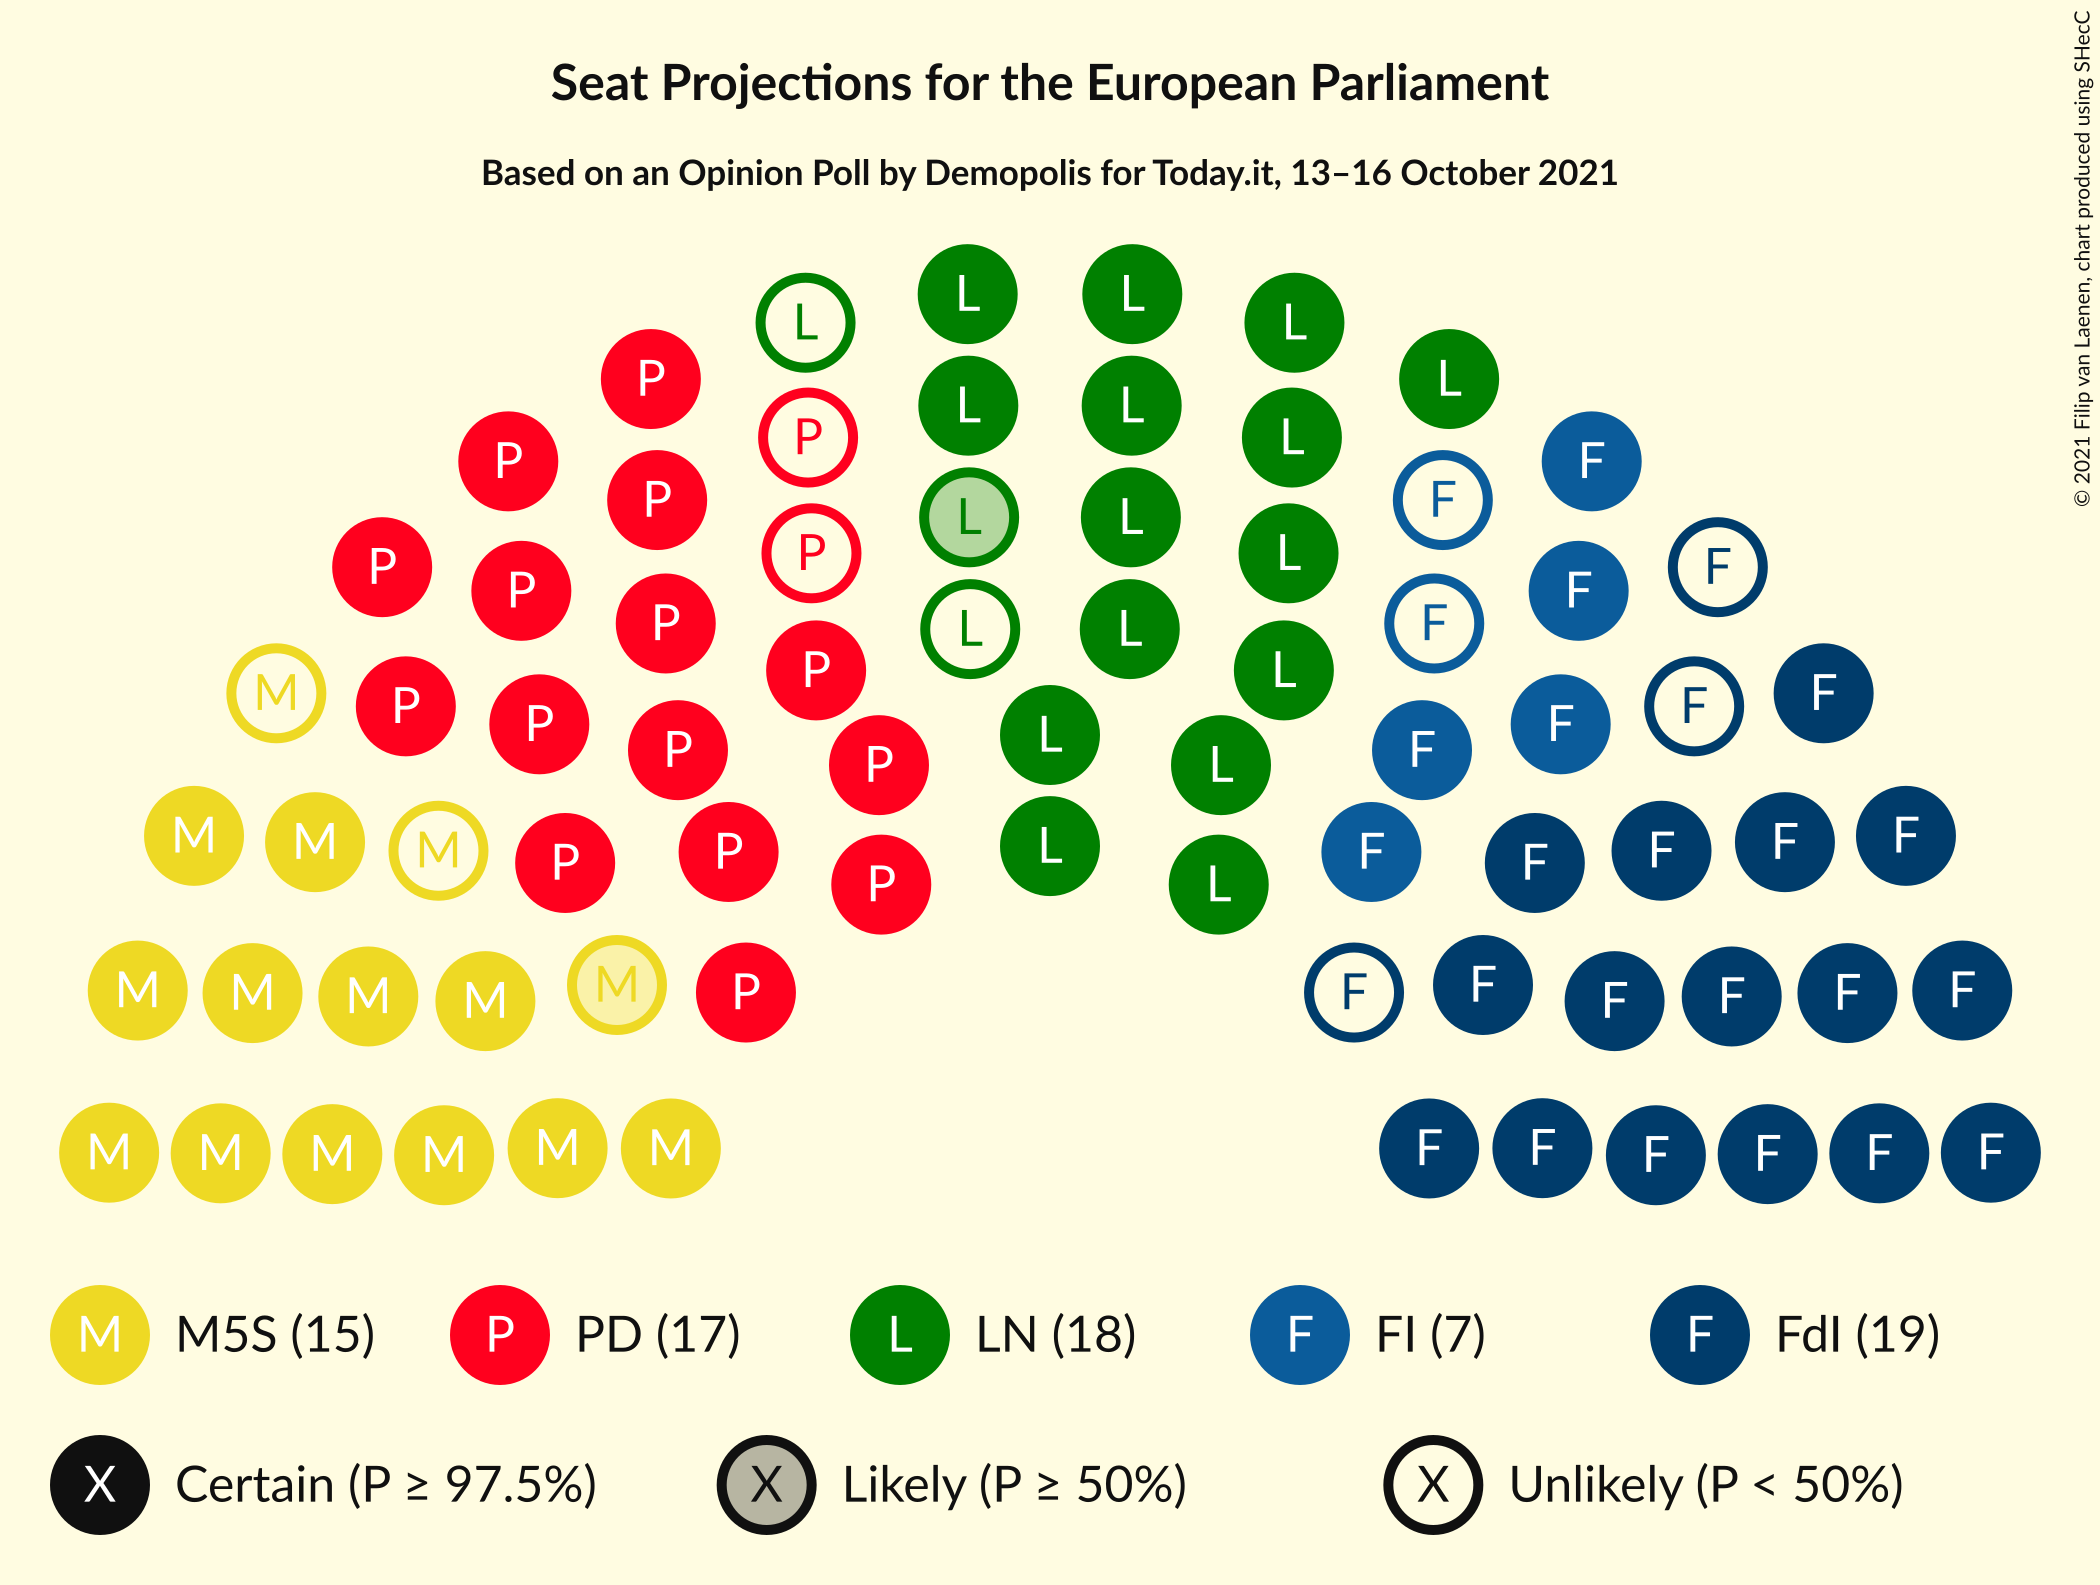 Seat Projections for the European Parliament
Based on an Opinion Poll by Demopolis for Today.it, 13–16 October 2021
© 2021 Filip van Laenen, chart produced using SHecC
L L L L L
P L L L P
P P L L L F F
P P P L L L F F F
P P L L L F F
M P P P P L L F F F F
M M M P P P P L L L L F F F F F F
M M M M M P F F F F F F
M M M M M M F F F F F F
M M5S (15) P PD (17) L LN (18) F FI (7) F FdI (19)
X Certain (P ≥ 97.5%) X Likely (P ≥ 50%) X Unlikely (P < 50%)